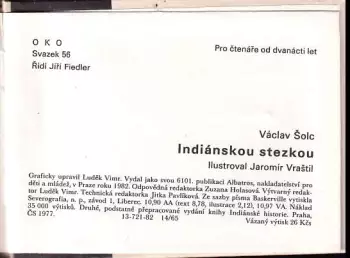 OKO
Svazek 56
Řídí Jiří Fiedler
Pro čtenáře od dvanácti let
Václav Šolc
Indiánskou stezkou
Ilustroval Jaromír Vraštil
Graficky upravil Luděk Vimr. Vydal jako svou 6101. publikaci Albatros, nakladatelství pro
děti a mládež, v Praze roku 1982. Odpovědná redaktorka Zuzana Holasová. Výtvarný redak-
tor Luděk Vimr. Technická redaktorka Jitka Pavlíková. Ze sazby písma Baskerville vytiskla
Severografia, n. p., závod 1, Liberec. 10,90 AA (text 8,78, ilustrace 2,12), 10,97 VA. Náklad
35 000 výtisků. Druhé, podstatně přepracované vydání knihy Indiánské historie. Praha,
ČS 1977. 13-721-82 14/65 Vázaný výtisk 26 Kčs